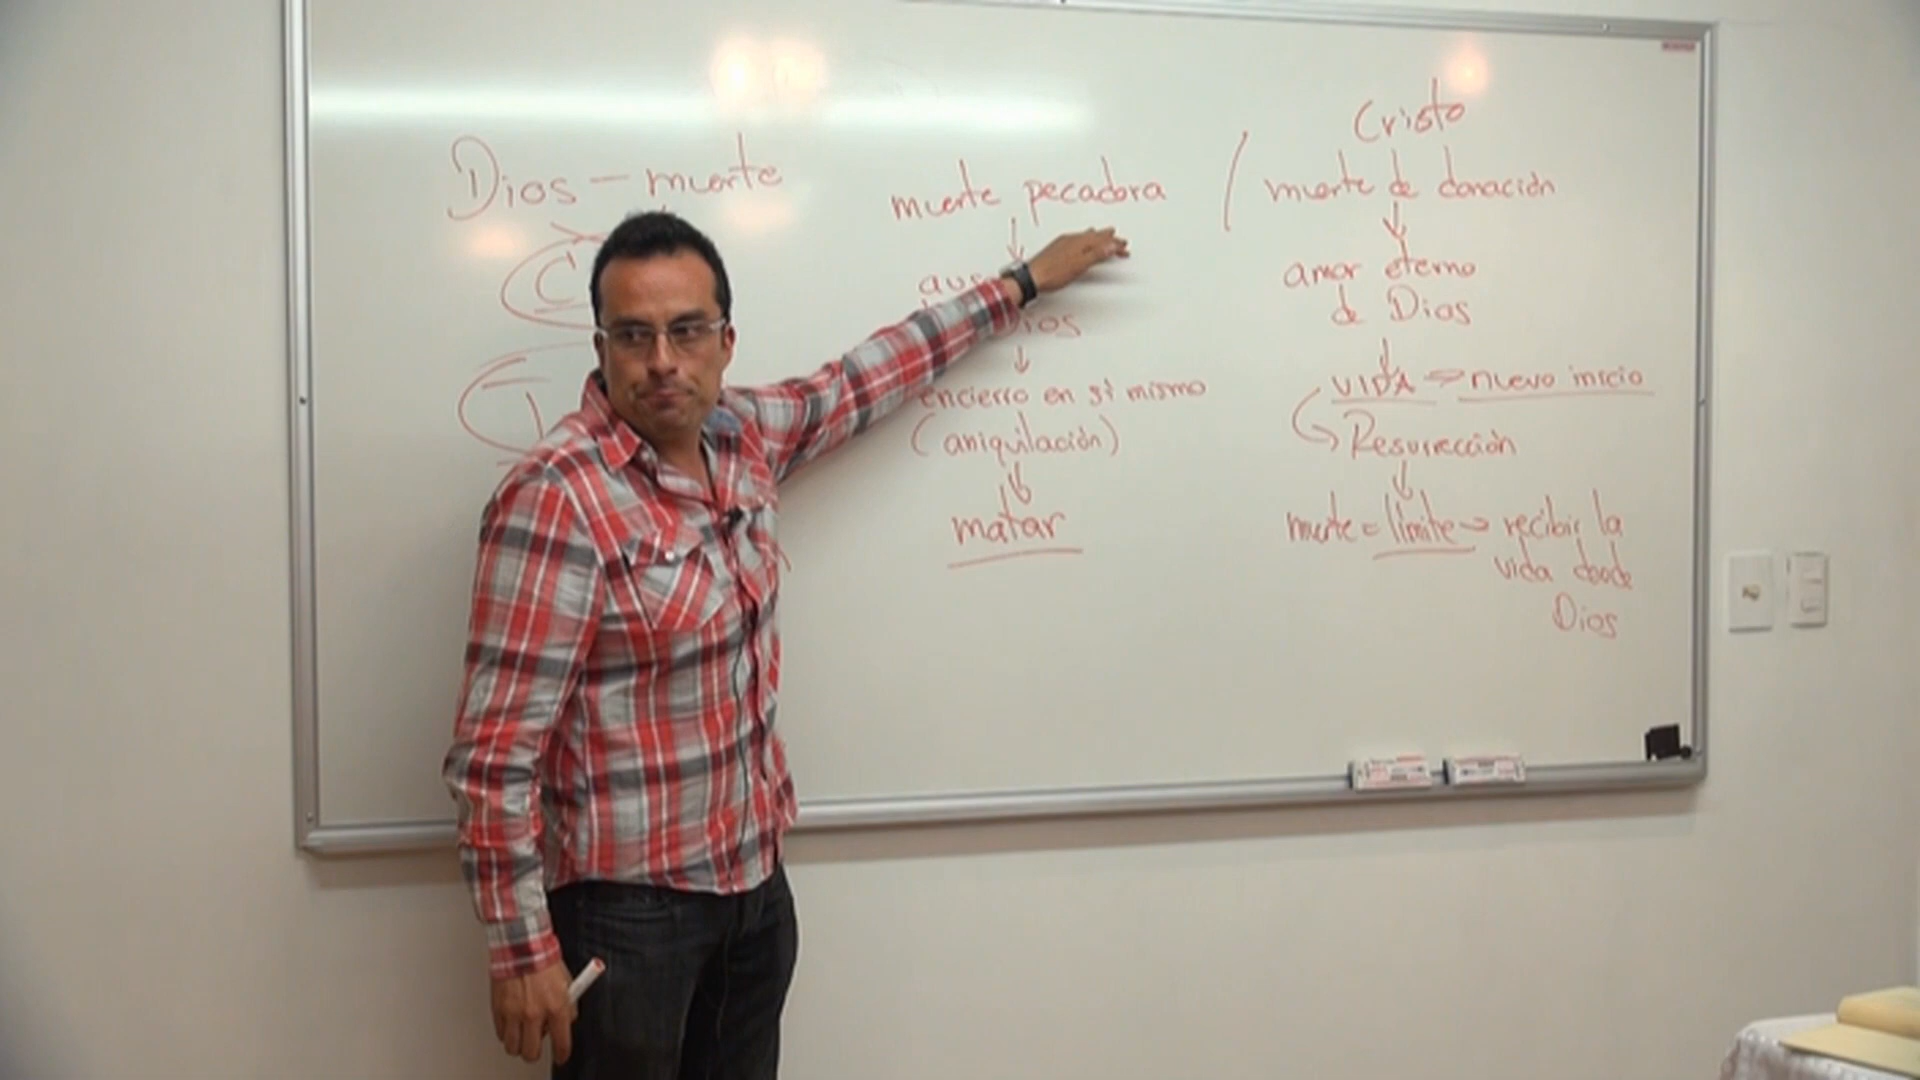 Dios - muerte
C
muerte pecadora
Dios
encierro en sí mismo
(aniquilación)
matar
Cristo
muerte de donación
amor eterno
de Dios
VIDA → nuevo inicio
Resurrección
muerte = límite → recibir la
vida desde
Dios